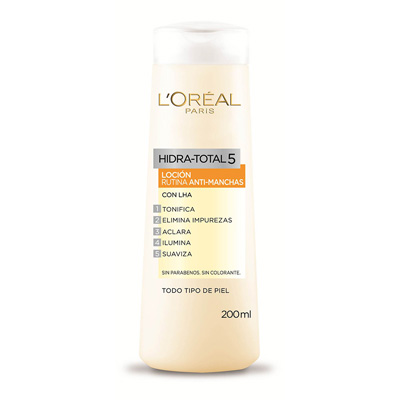 L'ORÉAL
PARIS
HIDRA-TOTAL 5
LOCIÓN
RUTINA ANTI-MANCHAS
CON LHA
1 TONIFICA
2 ELIMINA IMPUREZAS
3 ACLARA
4 ILUMINA
5 SUAVIZA
SIN PARABENOS. SIN COLORANTE.
TODO TIPO DE PIEL
200ml